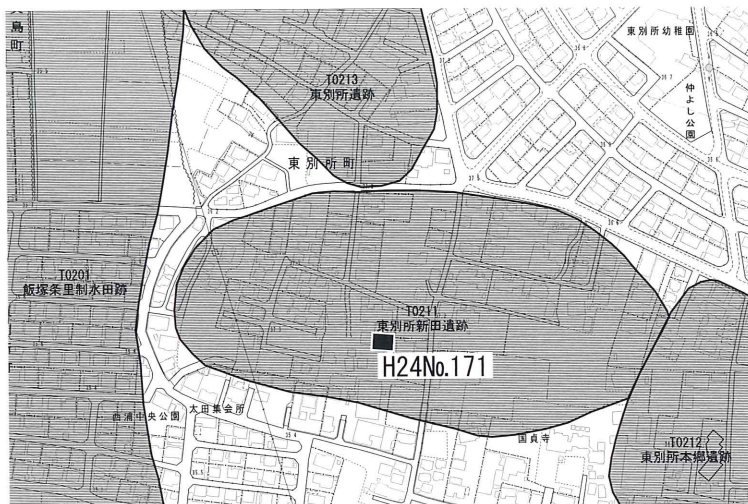 島町
T0213
東別所遺跡
東別所幼稚園
仲よし公園
東別所町
T0201
飯塚条里制水田跡
T0211
東別所新田遺跡
H24No.171
西浦中央公園
太田集会所
国貞寺
T0212
東別所本郷遺跡